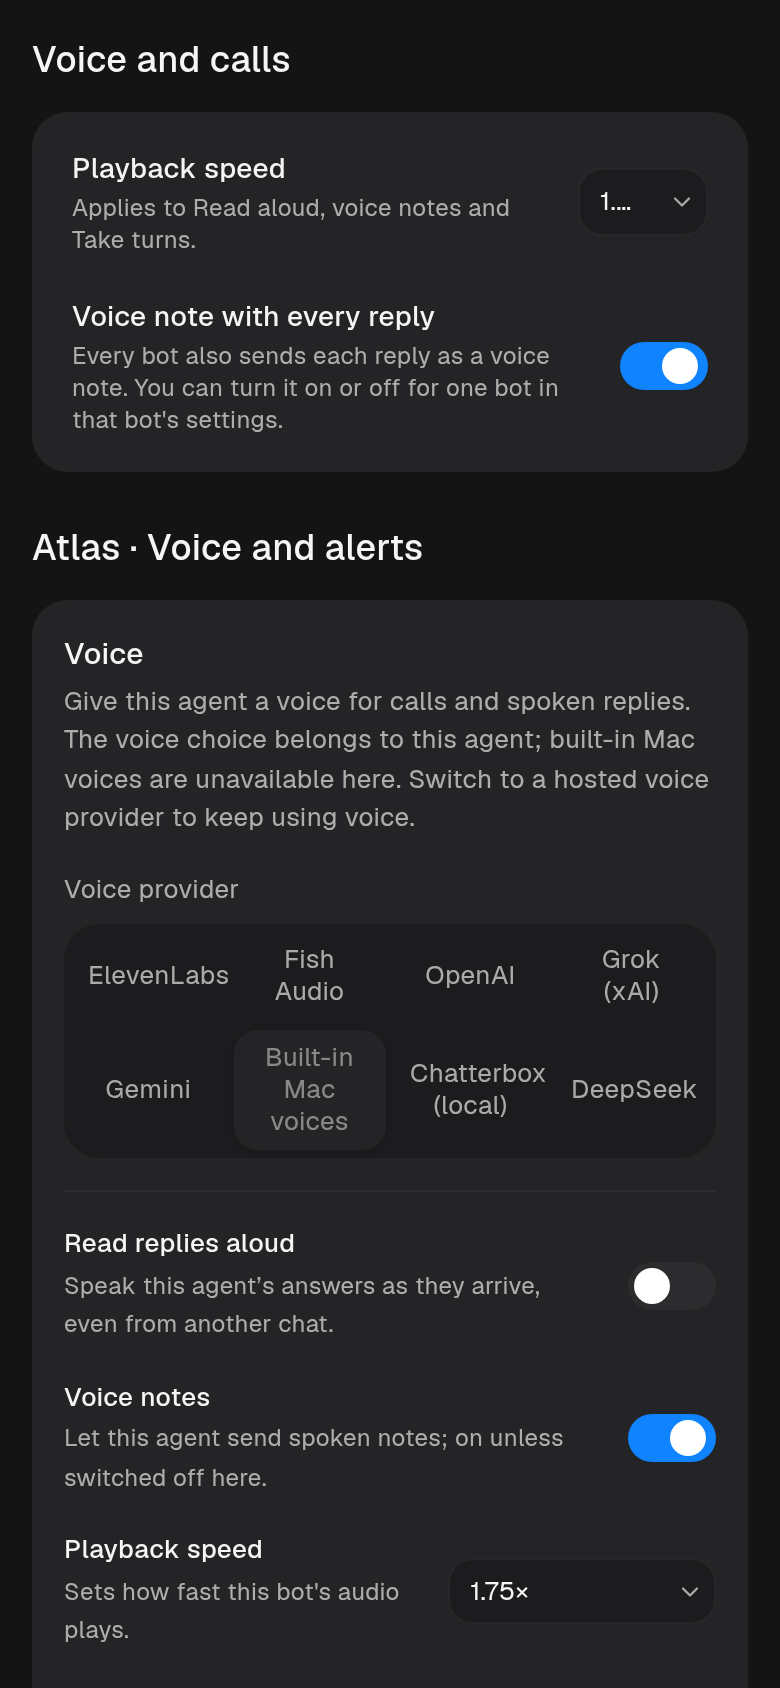 Voice and calls
Playback speed
Applies to Read aloud, voice notes and
Take turns.
1....
Voice note with every reply
Every bot also sends each reply as a voice
note. You can turn it on or off for one bot in
that bot's settings.
Atlas · Voice and alerts
Voice
Give this agent a voice for calls and spoken replies.
The voice choice belongs to this agent; built-in Mac
voices are unavailable here. Switch to a hosted voice
provider to keep using voice.
Voice provider
ElevenLabs
Fish
Audio
OpenAI
Grok
(xAI)
Gemini
Built-in
Mac
voices
Chatterbox
(local)
DeepSeek
Read replies aloud
Speak this agent’s answers as they arrive,
even from another chat.
Voice notes
Let this agent send spoken notes; on unless
switched off here.
Playback speed
Sets how fast this bot's audio
plays.
1.75×